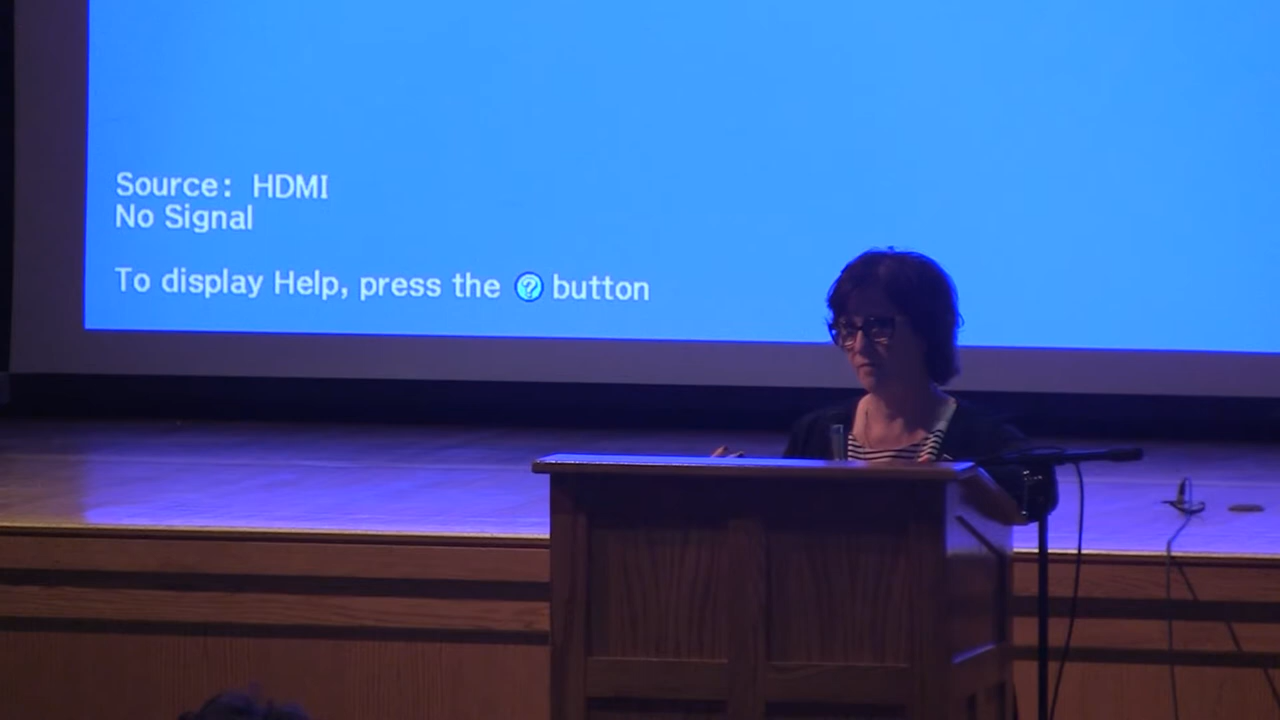 Source: HDMI
No Signal
To display Help, press the ? button